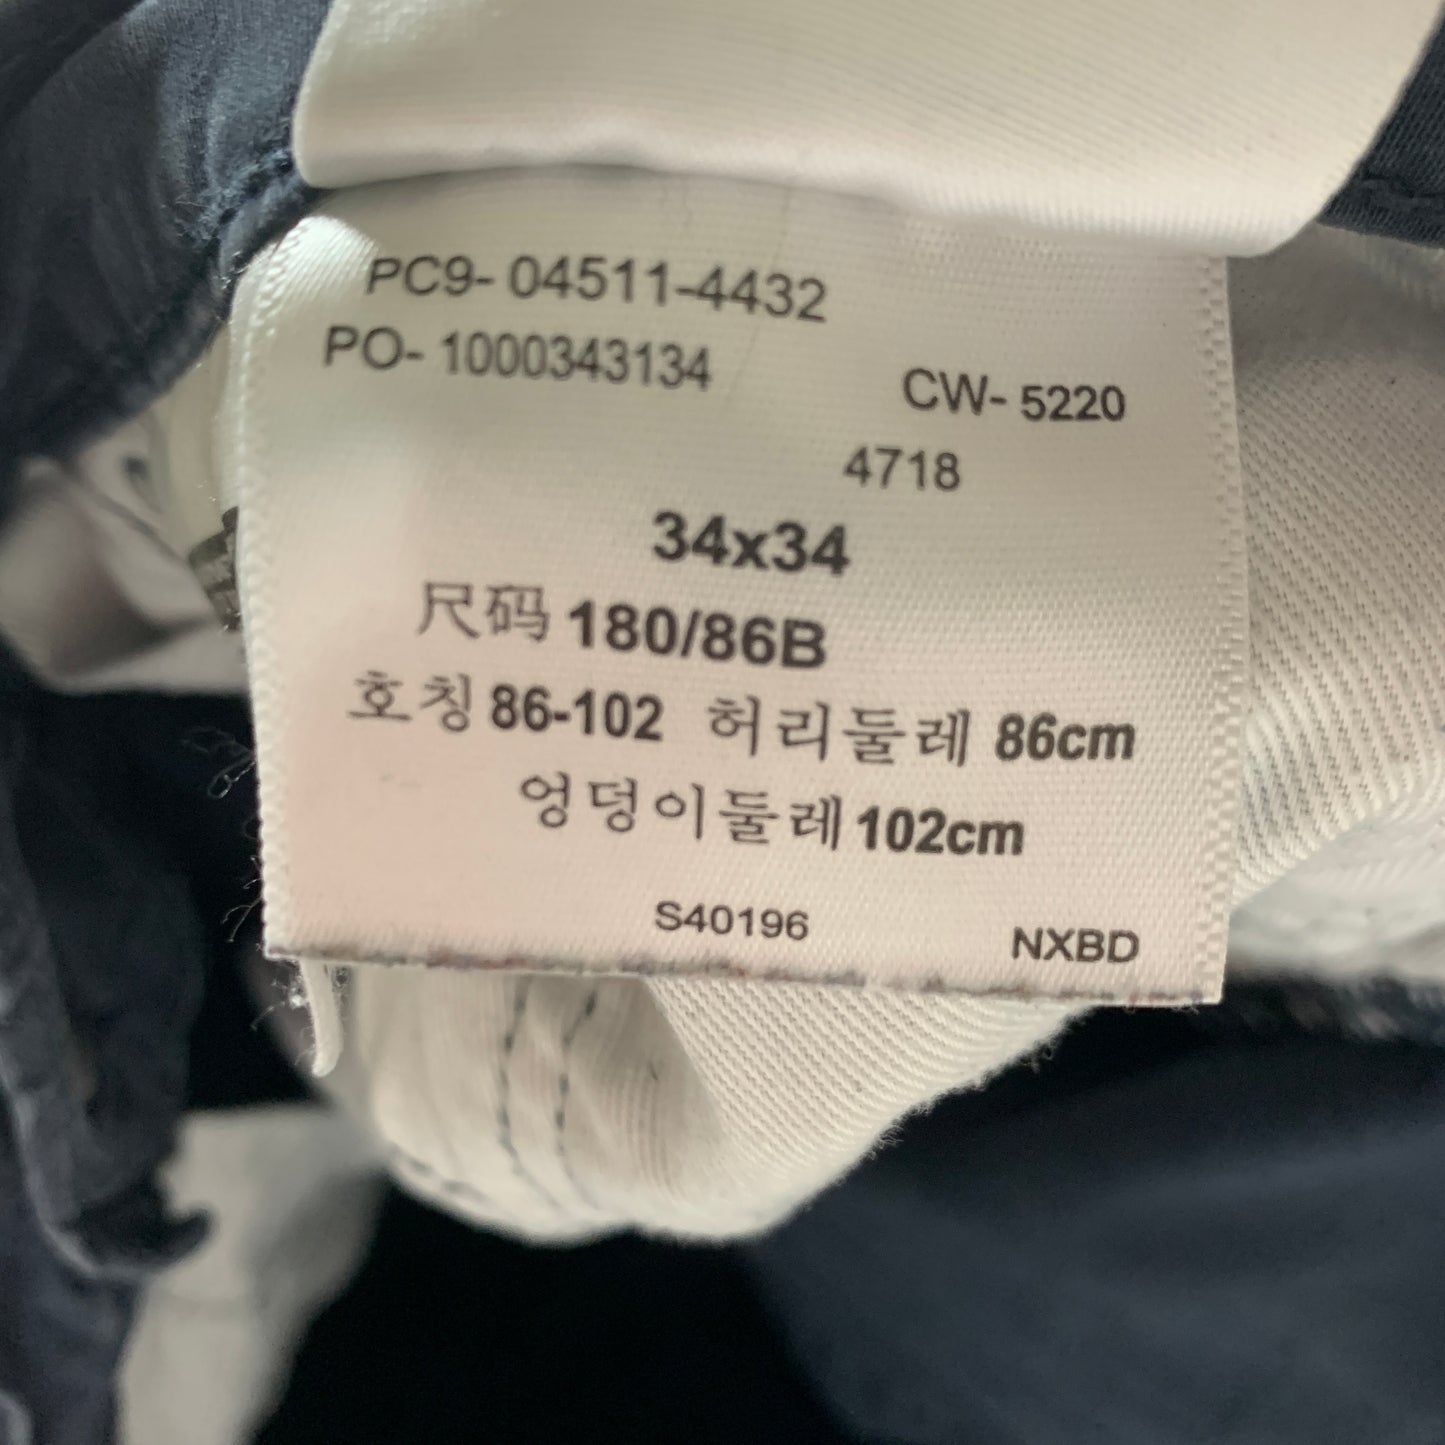 PC9- 04511-4432
PO- 1000343134
CW- 5220
4718
34x34
尺码 180/86B
호칭 86-102 허리둘레 86cm
엉덩이둘레 102cm
S40196 NXBD